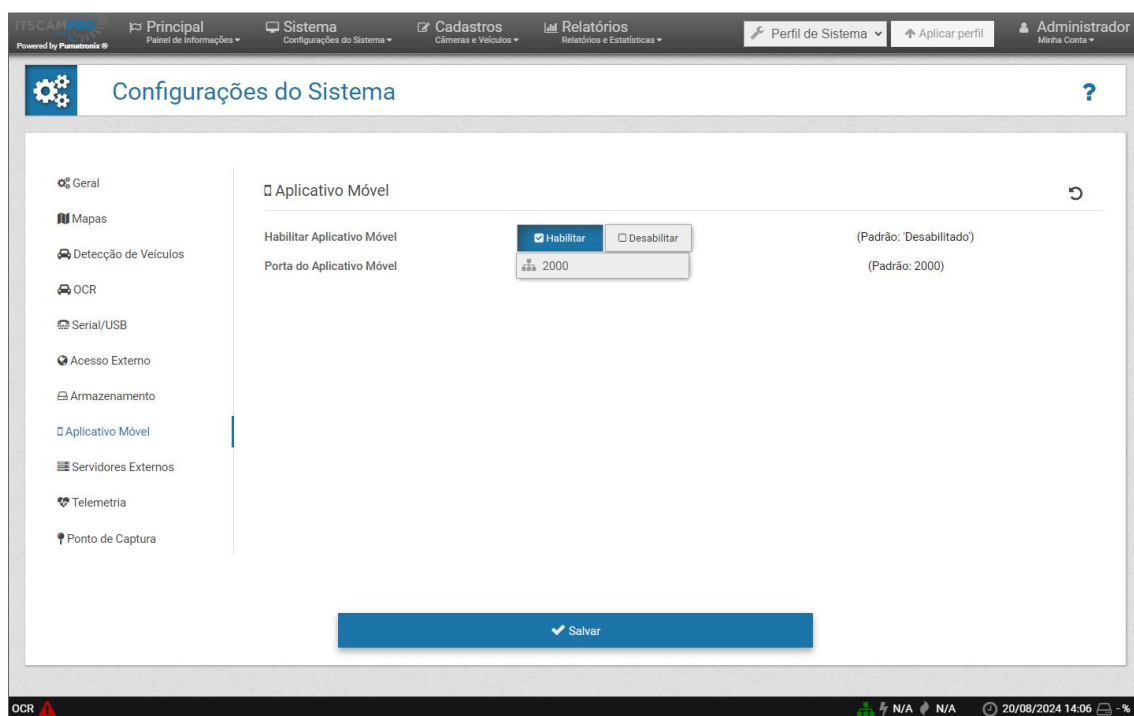 ITSCAMPRO
Powered by Pumatronix ®
Principal
Painel de Informações
Sistema
Configurações do Sistema
Cadastros
Câmeras e Veículos
Relatórios
Relatórios e Estatísticas
Perfil de Sistema
Aplicar perfil
Administrador
Minha Conta
Configurações do Sistema
?
Geral
Mapas
Detecção de Veículos
OCR
Serial/USB
Acesso Externo
Armazenamento
Aplicativo Móvel
Servidores Externos
Telemetria
Ponto de Captura
Aplicativo Móvel
Habilitar Aplicativo Móvel
Habilitar
Desabilitar
(Padrão: 'Desabilitado')
Porta do Aplicativo Móvel
2000
(Padrão: 2000)
Salvar
OCR
N/A
N/A
20/08/2024 14:06
-%